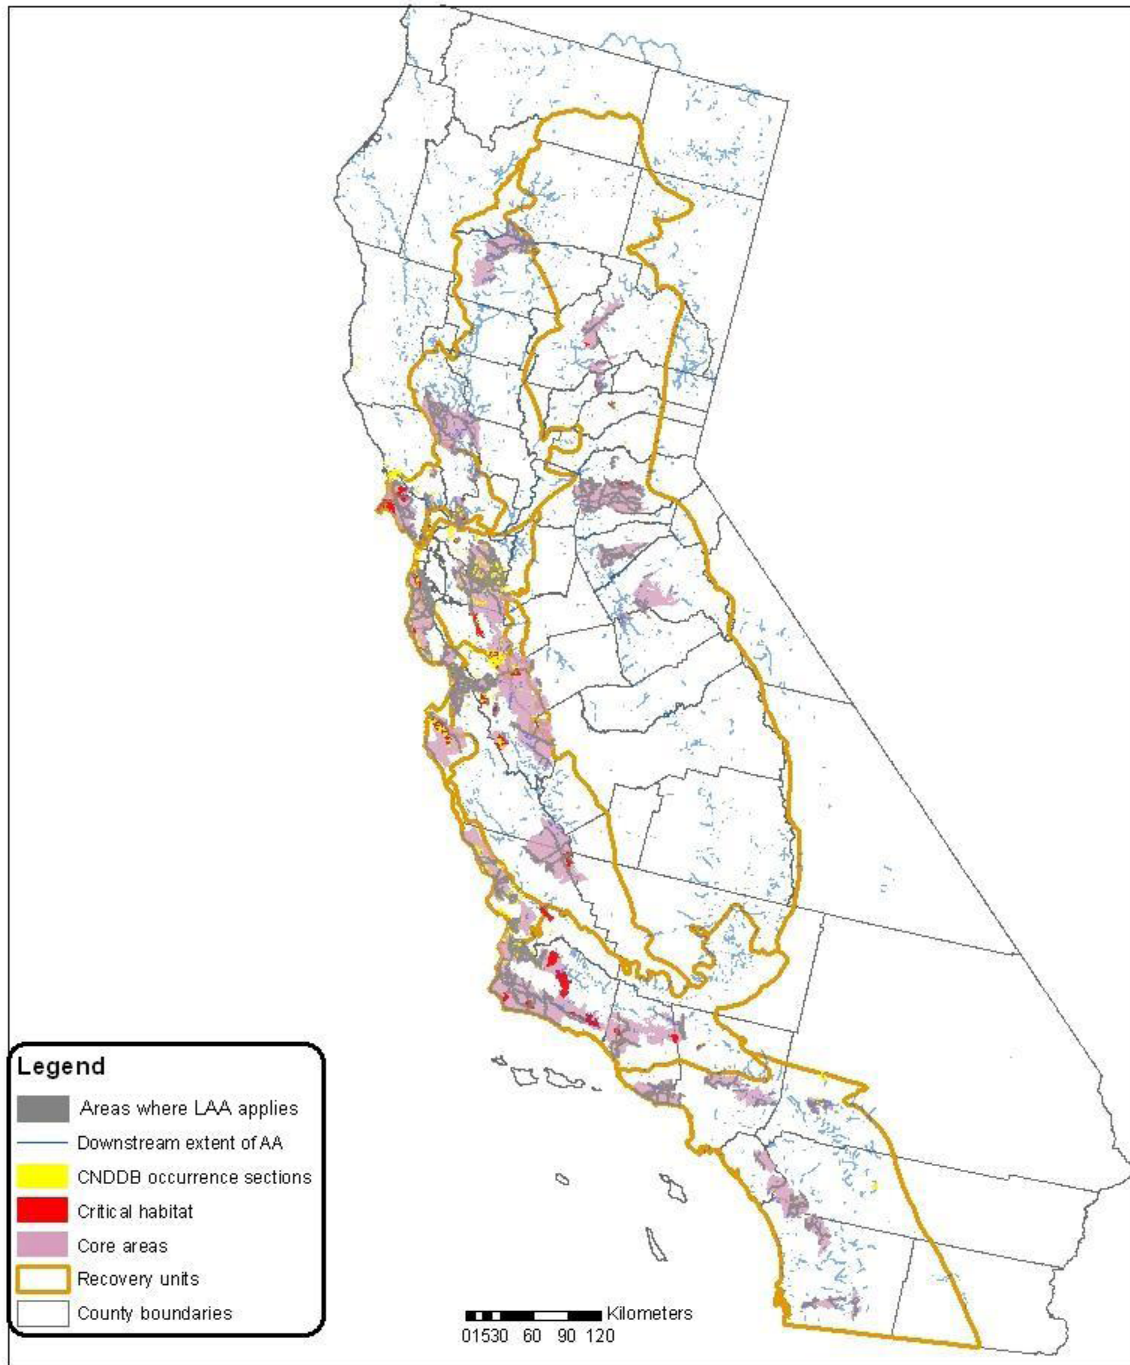 Legend
Areas where LAA applies
Downstream extent of AA
CNDDB occurrence sections
Critical habitat
Core areas
Recovery units
County boundaries
Kilometers
01530 60 90 120